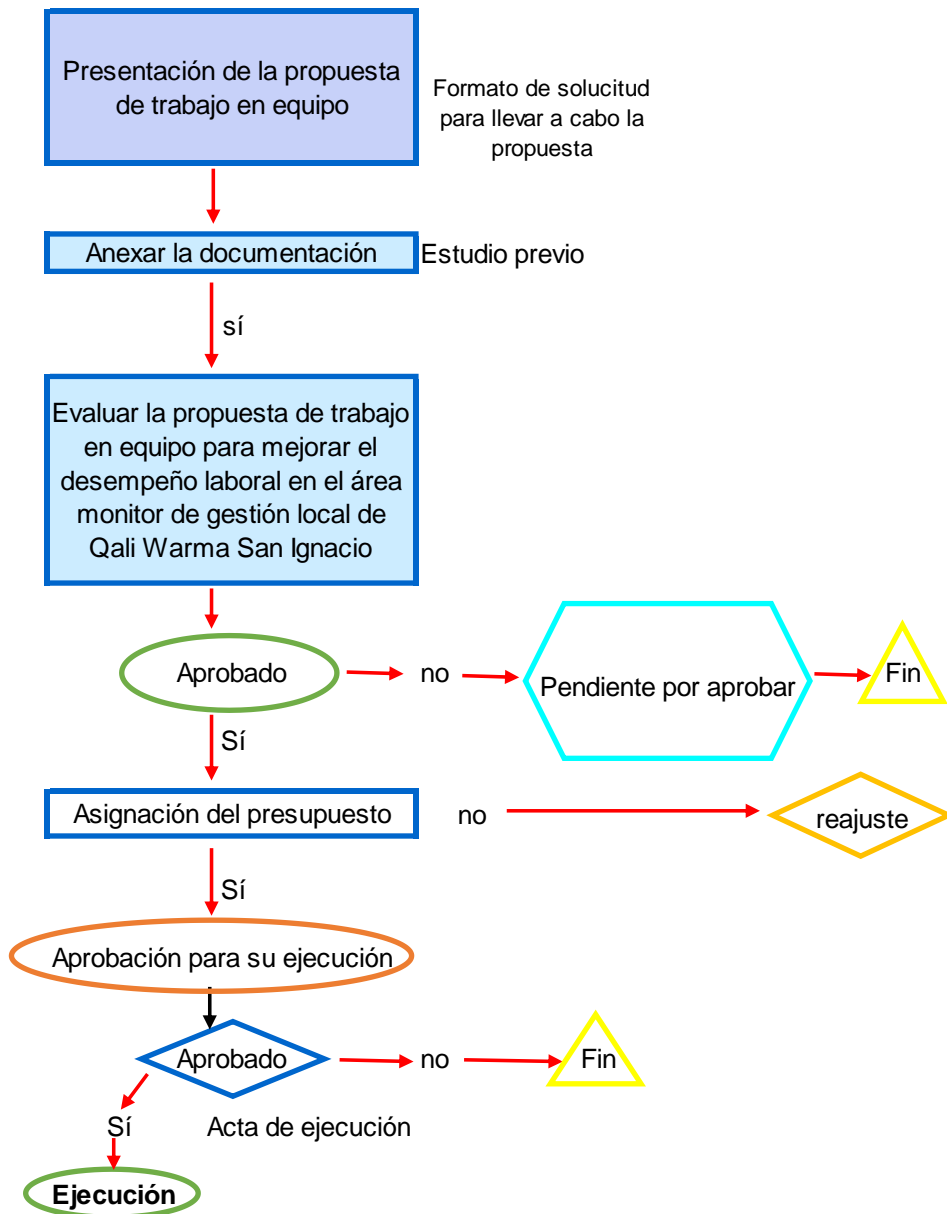 Presentación de la propuesta
de trabajo en equipo
Formato de solucitud
para llevar a cabo la
propuesta
Anexar la documentación
Estudio previo
sí
Evaluar la propuesta de trabajo
en equipo para mejorar el
desempeño laboral en el área
monitor de gestión local de
Qali Warma San Ignacio
Aprobado
no
Pendiente por aprobar
Fin
Sí
Asignación del presupuesto
no
reajuste
Sí
Aprobación para su ejecución
Aprobado
no
Fin
Sí
Acta de ejecución
Ejecución